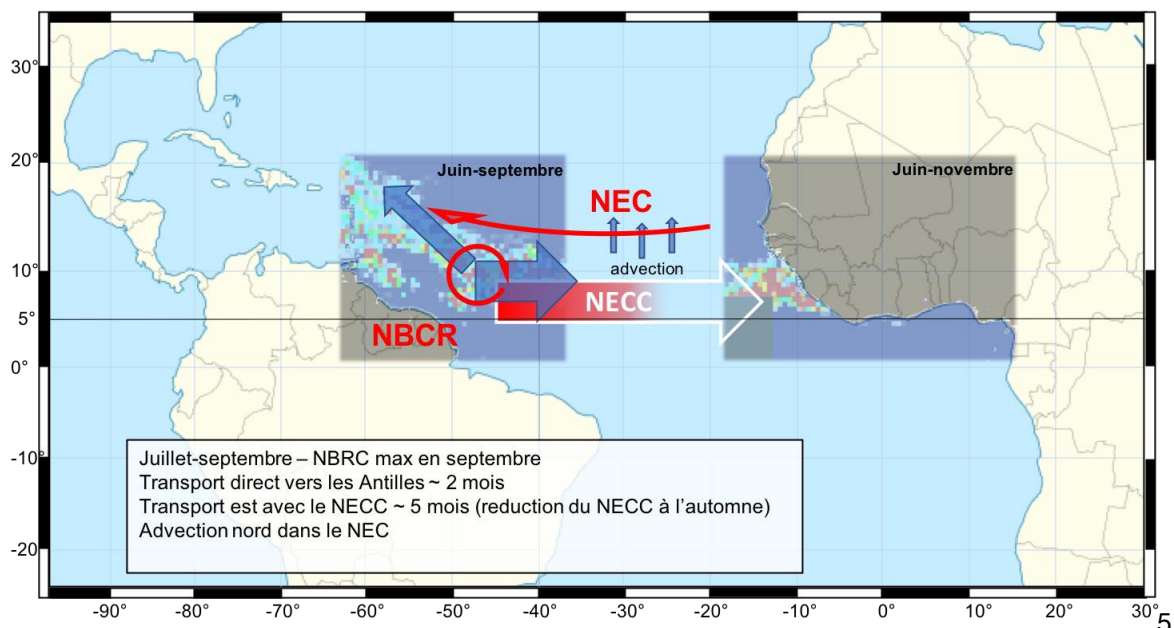 30°
20°
10°
5°
0°
-10°
-20°
Juin-septembre
Juin-novembre
NEC
advection
NECC
NBCR
Juillet-septembre – NBRC max en septembre
Transport direct vers les Antilles ~ 2 mois
Transport est avec le NECC ~ 5 mois (reduction du NECC à l'automne)
Advection nord dans le NEC
-90° -80° -70° -60° -50° -40° -30° -20° -10° 0° 10° 20° 30°
5